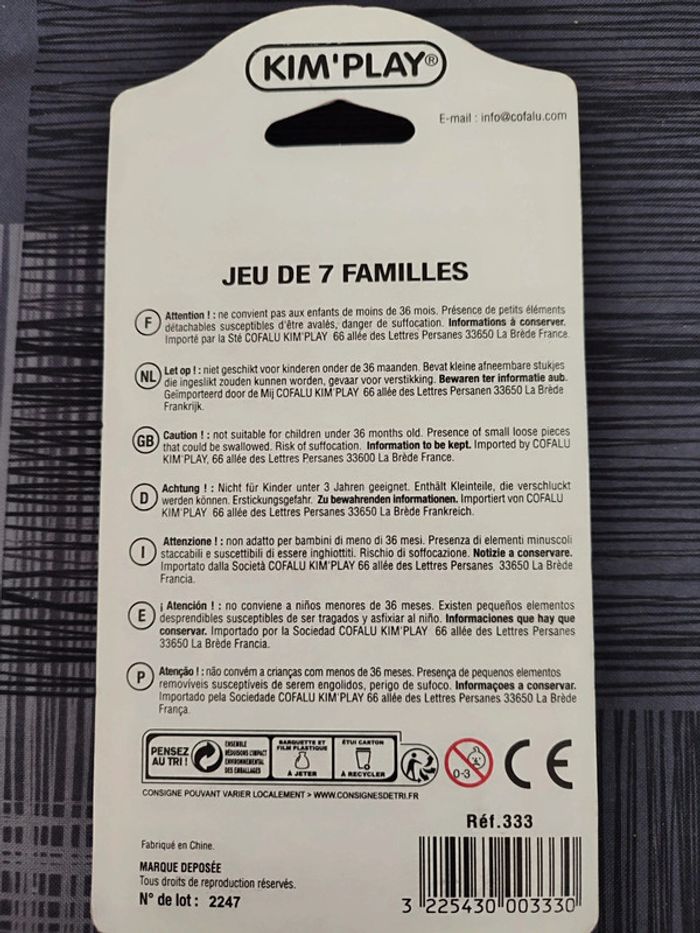 KIM'PLAY®
E-mail : info@cofalu.com
JEU DE 7 FAMILLES
F
Attention ! : ne convient pas aux enfants de moins de 36 mois. Présence de petits éléments
détachables susceptibles d'être avalés, danger de suffocation. Informations à conserver.
Importé par la Sté COFALU KIM'PLAY 66 allée des Lettres Persanes 33650 La Brède France.
NL
Let op ! : niet geschikt voor kinderen onder de 36 maanden. Bevat kleine afneembare stukjes
die ingeslikt zouden kunnen worden, gevaar voor verstikking. Bewaren ter informatie aub.
Geïmporteerd door de Mij COFALU KIM'PLAY 66 allée des Lettres Persanen 33650 La Brède
Frankrijk.
GB
Caution ! : not suitable for children under 36 months old. Presence of small loose pieces
that could be swallowed. Risk of suffocation. Information to be kept. Imported by COFALU
KIM'PLAY, 66 allée des Lettres Persanes 33600 La Brède France.
D
Achtung ! : Nicht für Kinder unter 3 Jahren geeignet. Enthält Kleinteile, die verschluckt
werden können. Erstickungsgefahr. Zu bewahrenden informationen. Importiert von COFALU
KIM'PLAY 66 allée des Lettres Persanes 33650 La Brède Frankreich.
I
Attenzione ! : non adatto per bambini di meno di 36 mesi. Presenza di elementi minuscoli
staccabili e suscettibili di essere inghiottiti. Rischio di soffocazione. Notizie a conservare.
Importato dalla Società COFALU KIM'PLAY 66 allée des Lettres Persanes 33650 La Brède
Francia.
E
¡ Atención ! : no conviene a niños menores de 36 meses. Existen pequeños elementos
desprendibles susceptibles de ser tragados y asfixiar al niño. Informaciones que hay que
conservar. Importado por la Sociedad COFALU KIM'PLAY 66 allée des Lettres Persanes
33650 La Brède Francia.
P
Atenção ! : não convém a crianças com menos de 36 meses. Presença de pequenos elementos
removíveis susceptíveis de serem engolidos, perigo de sufoco. Informaçoes a conservar.
Importado pela Sociedade COFALU KIM'PLAY 66 allée des Lettres Persanes 33650 La Brède
França.
PENSEZ
AU TRI !
ENSEMBLE
RÉDUISONS L'IMPACT
ENVIRONNEMENTAL
DES EMBALLAGES
BARQUETTE ET
FILM PLASTIQUE
À JETER
ÉTUI CARTON
À RECYCLER
0-3
CE
CONSIGNE POUVANT VARIER LOCALEMENT > WWW.CONSIGNESDETRI.FR
Réf.333
Fabriqué en Chine.
MARQUE DEPOSÉE
Tous droits de reproduction réservés.
N° de lot : 2247
3 225430 003330